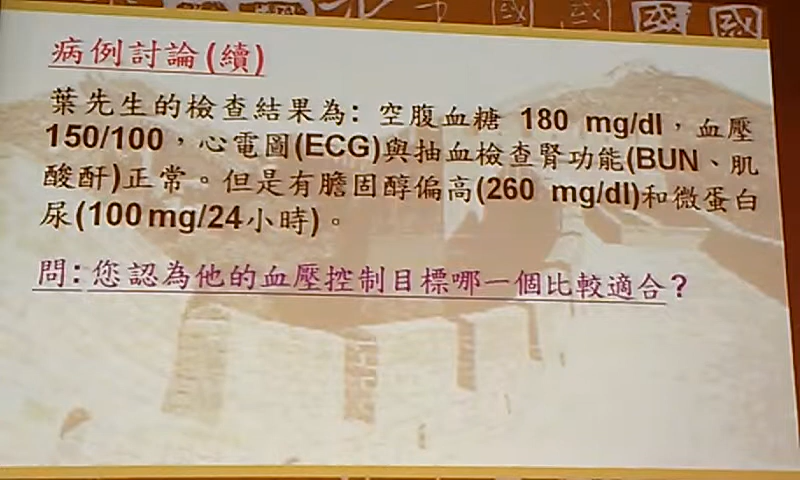 國 國 國 國
病例討論(續)
葉先生的檢查結果為: 空腹血糖 180 mg/dl，血壓
150/100，心電圖(ECG)與抽血檢查腎功能(BUN、肌
酸酐)正常。但是有膽固醇偏高(260 mg/dl)和微蛋白
尿(100 mg/24小時)。
問: 您認為他的血壓控制目標哪一個比較適合?